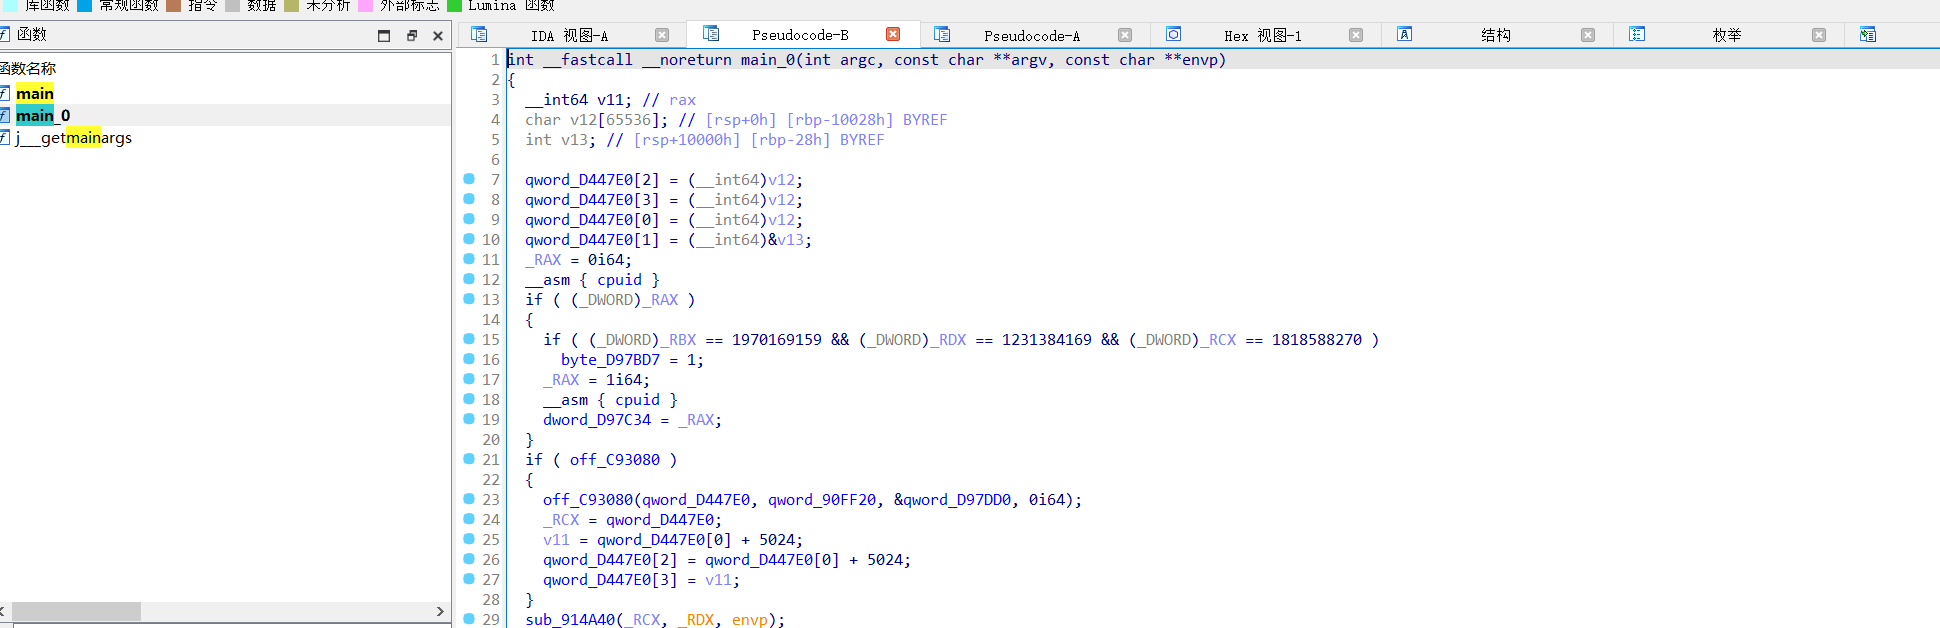 库函数 常规函数 指令 数据 未分析 外部标志 Lumina 函数
函数
函数名称
main
main_0
j___getmainargs
IDA 视图-A Pseudocode-B Pseudocode-A Hex 视图-1 结构 枚举
1 int __fastcall __noreturn main_0(int argc, const char **argv, const char **envp)
2 {
3 __int64 v11; // rax
4 char v12[65536]; // [rsp+0h] [rbp-10028h] BYREF
5 int v13; // [rsp+10000h] [rbp-28h] BYREF
6
7 qword_D447E0[2] = (__int64)v12;
8 qword_D447E0[3] = (__int64)v12;
9 qword_D447E0[0] = (__int64)v12;
10 qword_D447E0[1] = (__int64)&v13;
11 _RAX = 0i64;
12 __asm { cpuid }
13 if ( (_DWORD)_RAX )
14 {
15 if ( (_DWORD)_RBX == 1970169159 && (_DWORD)_RDX == 1231384169 && (_DWORD)_RCX == 1818588270 )
16 byte_D97BD7 = 1;
17 _RAX = 1i64;
18 __asm { cpuid }
19 dword_D97C34 = _RAX;
20 }
21 if ( off_C93080 )
22 {
23 off_C93080(qword_D447E0, qword_90FF20, &qword_D97DD0, 0i64);
24 _RCX = qword_D447E0;
25 v11 = qword_D447E0[0] + 5024;
26 qword_D447E0[2] = qword_D447E0[0] + 5024;
27 qword_D447E0[3] = v11;
28 }
29 sub_914A40(_RCX, _RDX, envp);